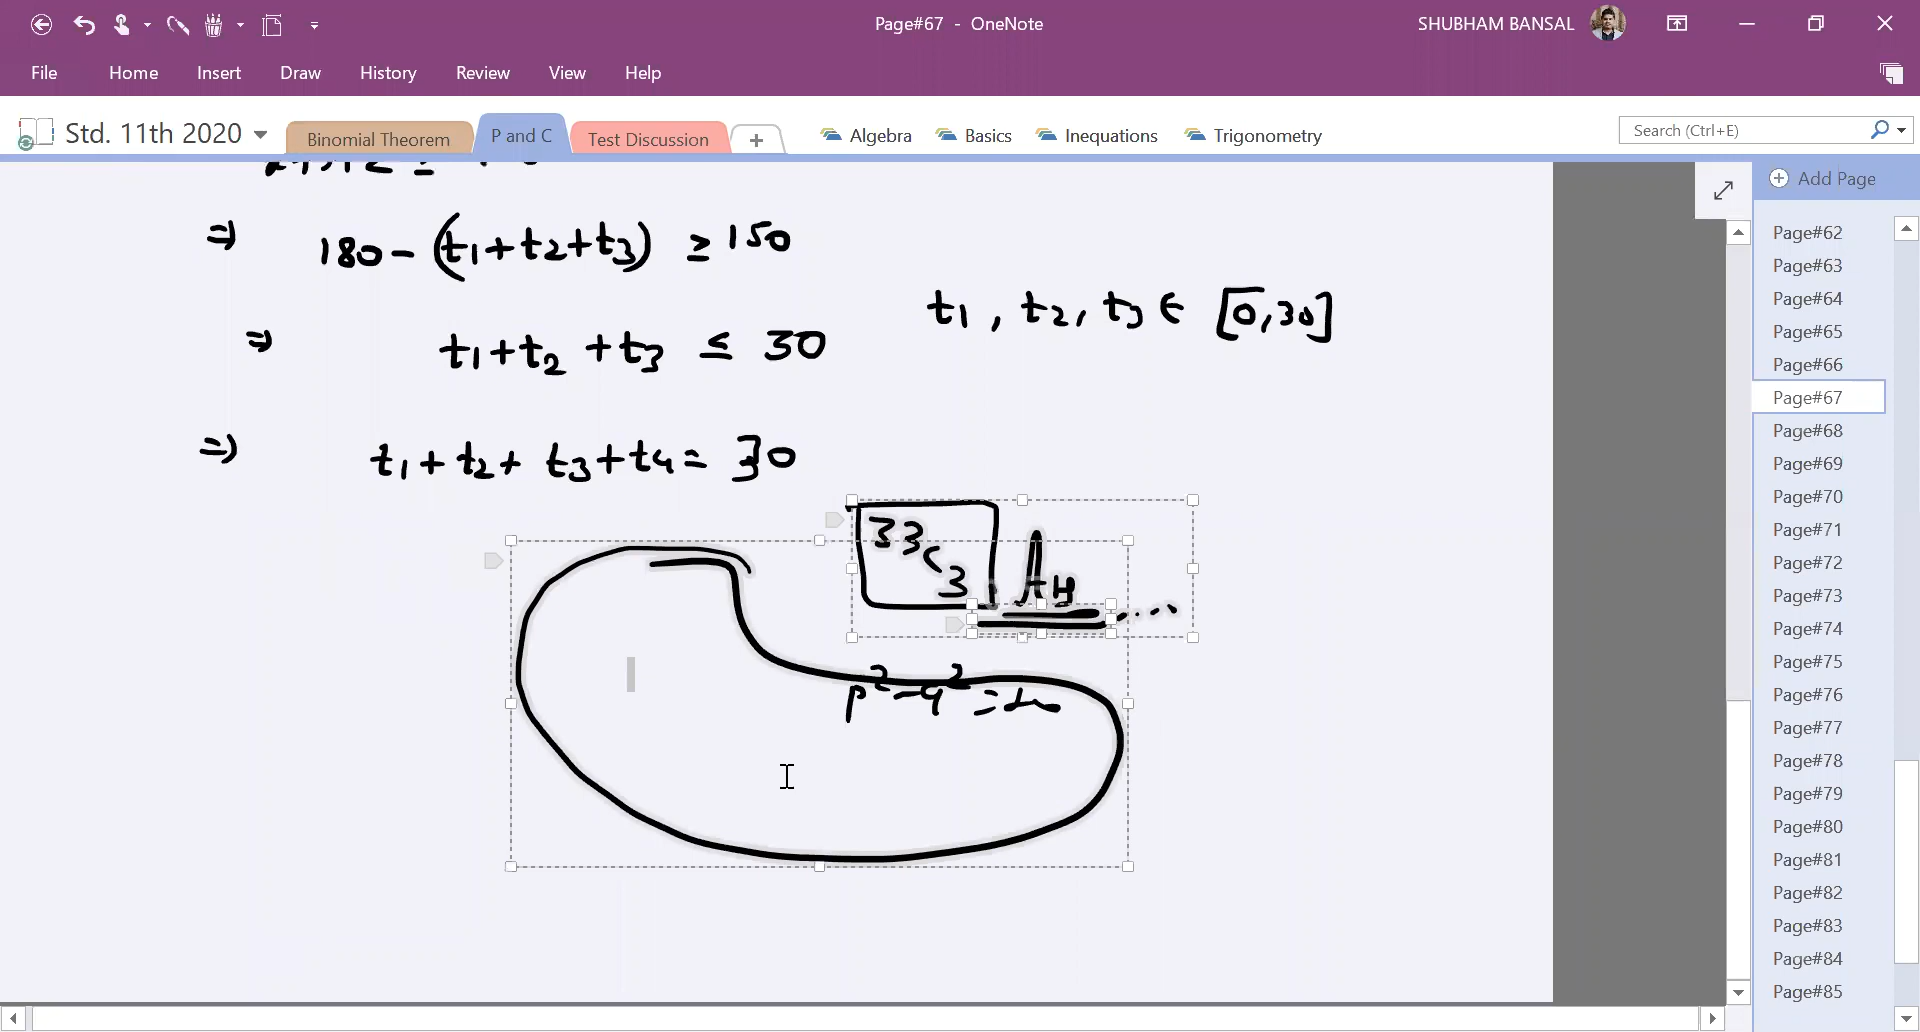 Page#67 - OneNote
SHUBHAM BANSAL
File Home Insert Draw History Review View Help
Std. 11th 2020
Binomial Theorem
P and C
Test Discussion
Algebra
Basics
Inequations
Trigonometry
Search (Ctrl+E)
Add Page
⇒ 180 - (t1+t2+t3) ≥ 150
t1, t2, t3 ∈ [0,30]
⇒ t1+t2+t3 ≤ 30
⇒ t1+t2+t3+t4 = 30
33C3
p²-q² =
Page#62
Page#63
Page#64
Page#65
Page#66
Page#67
Page#68
Page#69
Page#70
Page#71
Page#72
Page#73
Page#74
Page#75
Page#76
Page#77
Page#78
Page#79
Page#80
Page#81
Page#82
Page#83
Page#84
Page#85